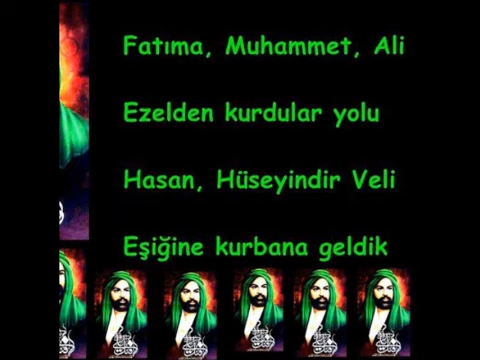 Fatıma, Muhammet, Ali
Ezelden kurdular yolu
Hasan, Hüseyindir Veli
Eşiğine kurbana geldik